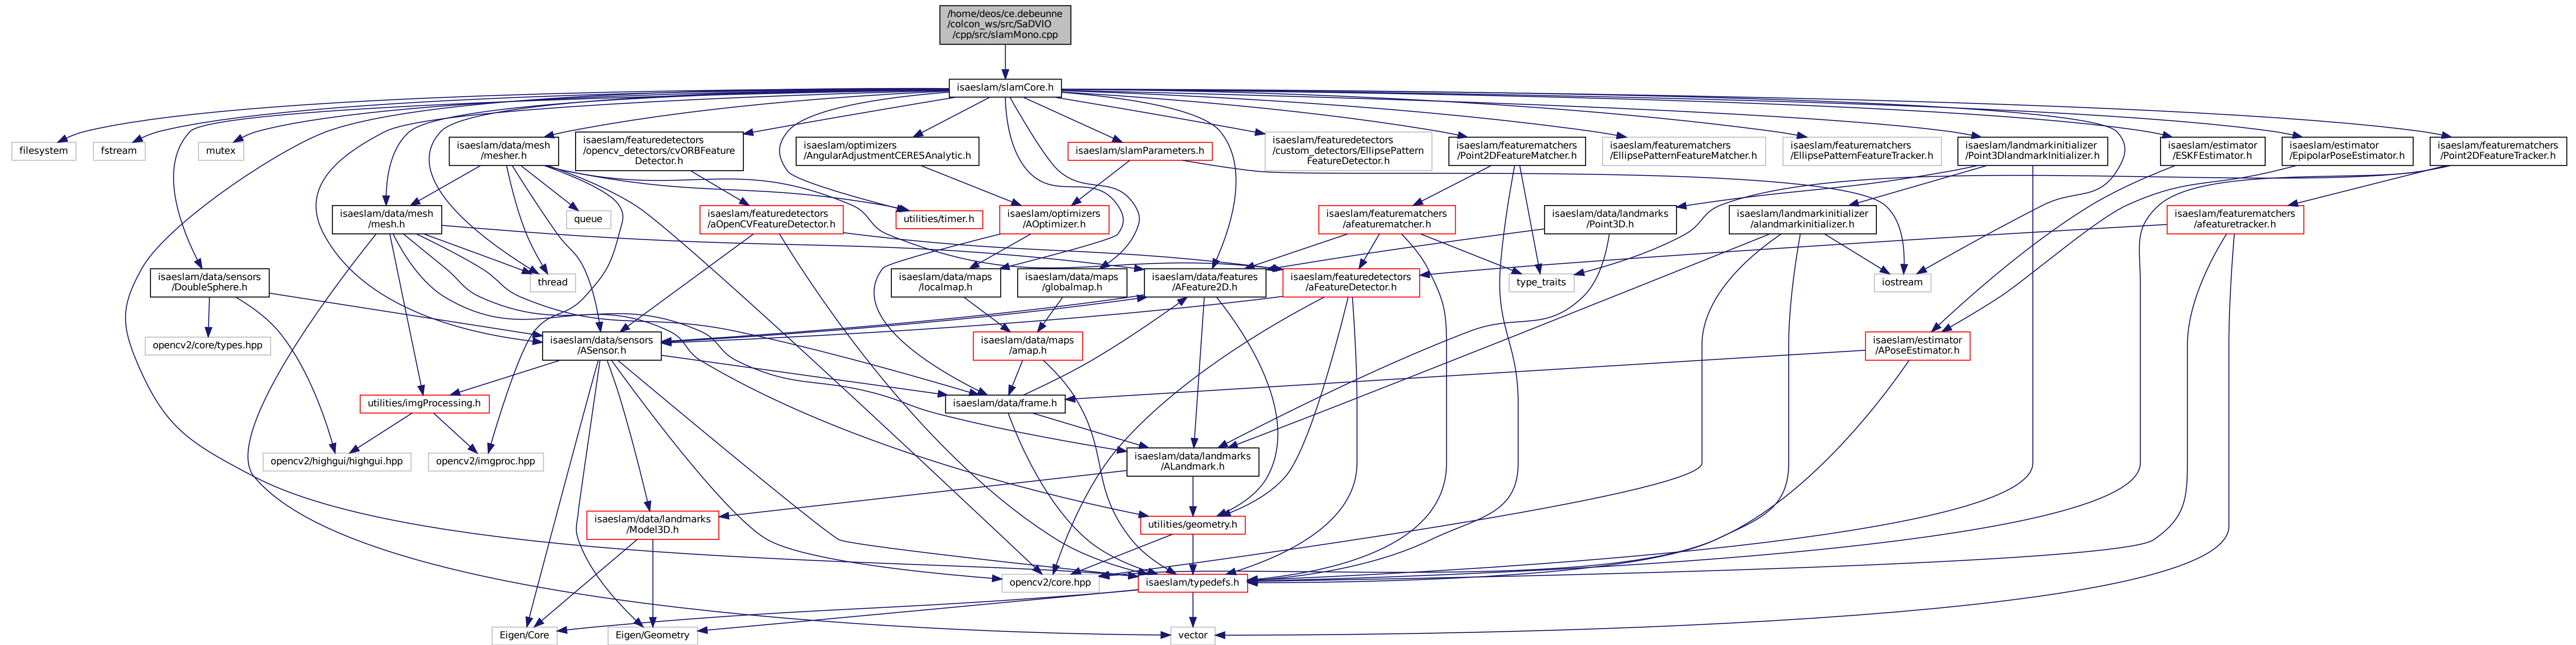 /home/deos/ce.debeunne
/colcon_ws/src/SaDVIO
/cpp/src/slamMono.cpp
isaeslam/slamCore.h
filesystem
fstream
mutex
isaeslam/data/mesh
/mesher.h
isaeslam/featuredetectors
/opencv_detectors/cvORBFeature
Detector.h
isaeslam/optimizers
/AngularAdjustmentCERESAnalytic.h
isaeslam/slamParameters.h
isaeslam/featuredetectors
/custom_detectors/EllipsePattern
FeatureDetector.h
isaeslam/featurematchers
/Point2DFeatureMatcher.h
isaeslam/featurematchers
/EllipsePatternFeatureMatcher.h
isaeslam/featurematchers
/EllipsePatternFeatureTracker.h
isaeslam/landmarkinitializer
/Point3DlandmarkInitializer.h
isaeslam/estimator
/ESKFEstimator.h
isaeslam/estimator
/EpipolarPoseEstimator.h
isaeslam/featurematchers
/Point2DFeatureTracker.h
isaeslam/data/mesh
/mesh.h
queue
isaeslam/featuredetectors
/aOpenCVFeatureDetector.h
utilities/timer.h
isaeslam/optimizers
/AOptimizer.h
isaeslam/featurematchers
/afeaturematcher.h
isaeslam/data/landmarks
/Point3D.h
isaeslam/landmarkinitializer
/alandmarkinitializer.h
isaeslam/featurematchers
/afeaturetracker.h
isaeslam/data/sensors
/DoubleSphere.h
thread
isaeslam/data/maps
/localmap.h
isaeslam/data/maps
/globalmap.h
isaeslam/data/features
/AFeature2D.h
isaeslam/featuredetectors
/aFeatureDetector.h
type_traits
iostream
opencv2/core/types.hpp
isaeslam/data/sensors
/ASensor.h
isaeslam/data/maps
/amap.h
isaeslam/estimator
/APoseEstimator.h
utilities/imgProcessing.h
isaeslam/data/frame.h
opencv2/highgui/highgui.hpp
opencv2/imgproc.hpp
isaeslam/data/landmarks
/ALandmark.h
isaeslam/data/landmarks
/Model3D.h
utilities/geometry.h
opencv2/core.hpp
isaeslam/typedefs.h
Eigen/Core
Eigen/Geometry
vector